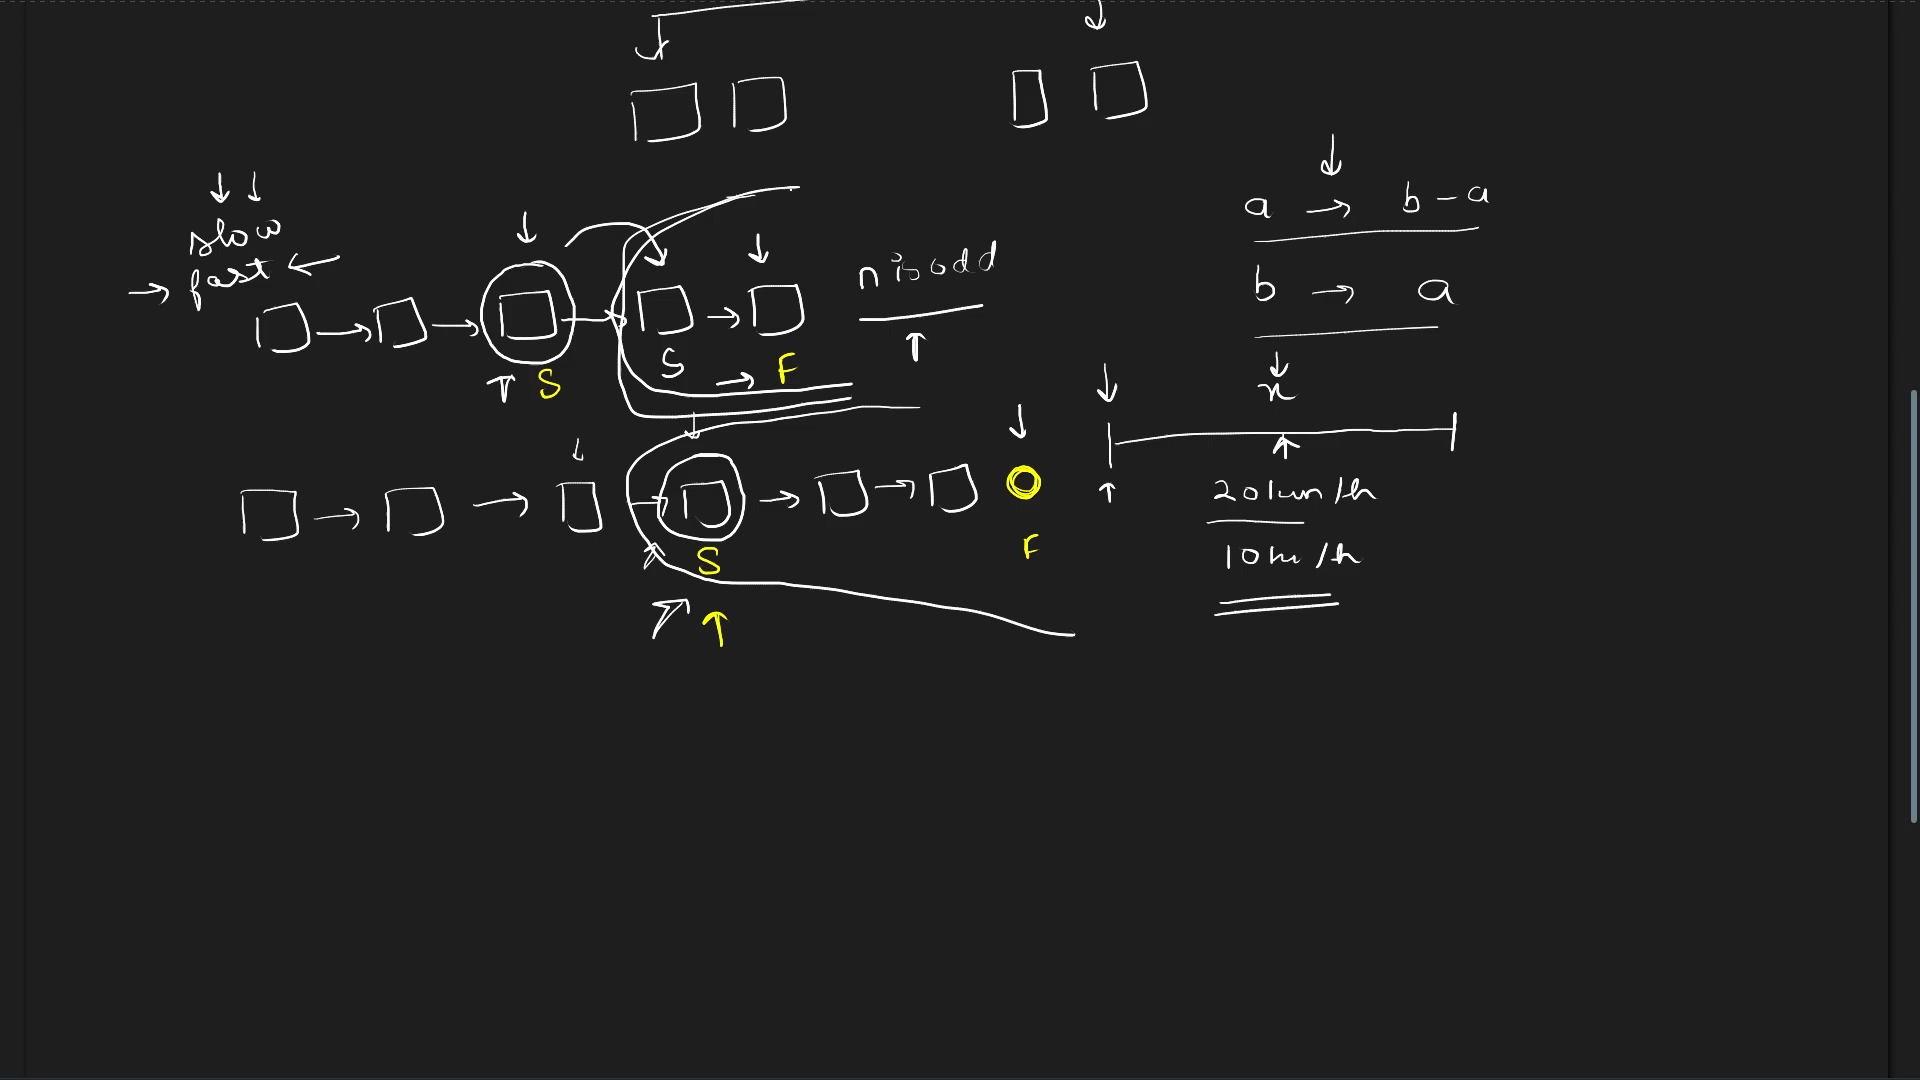 slow
fast
a → b - a
b → a
n is odd
S
F
S
x
20 km/h
10 km/h
S
F